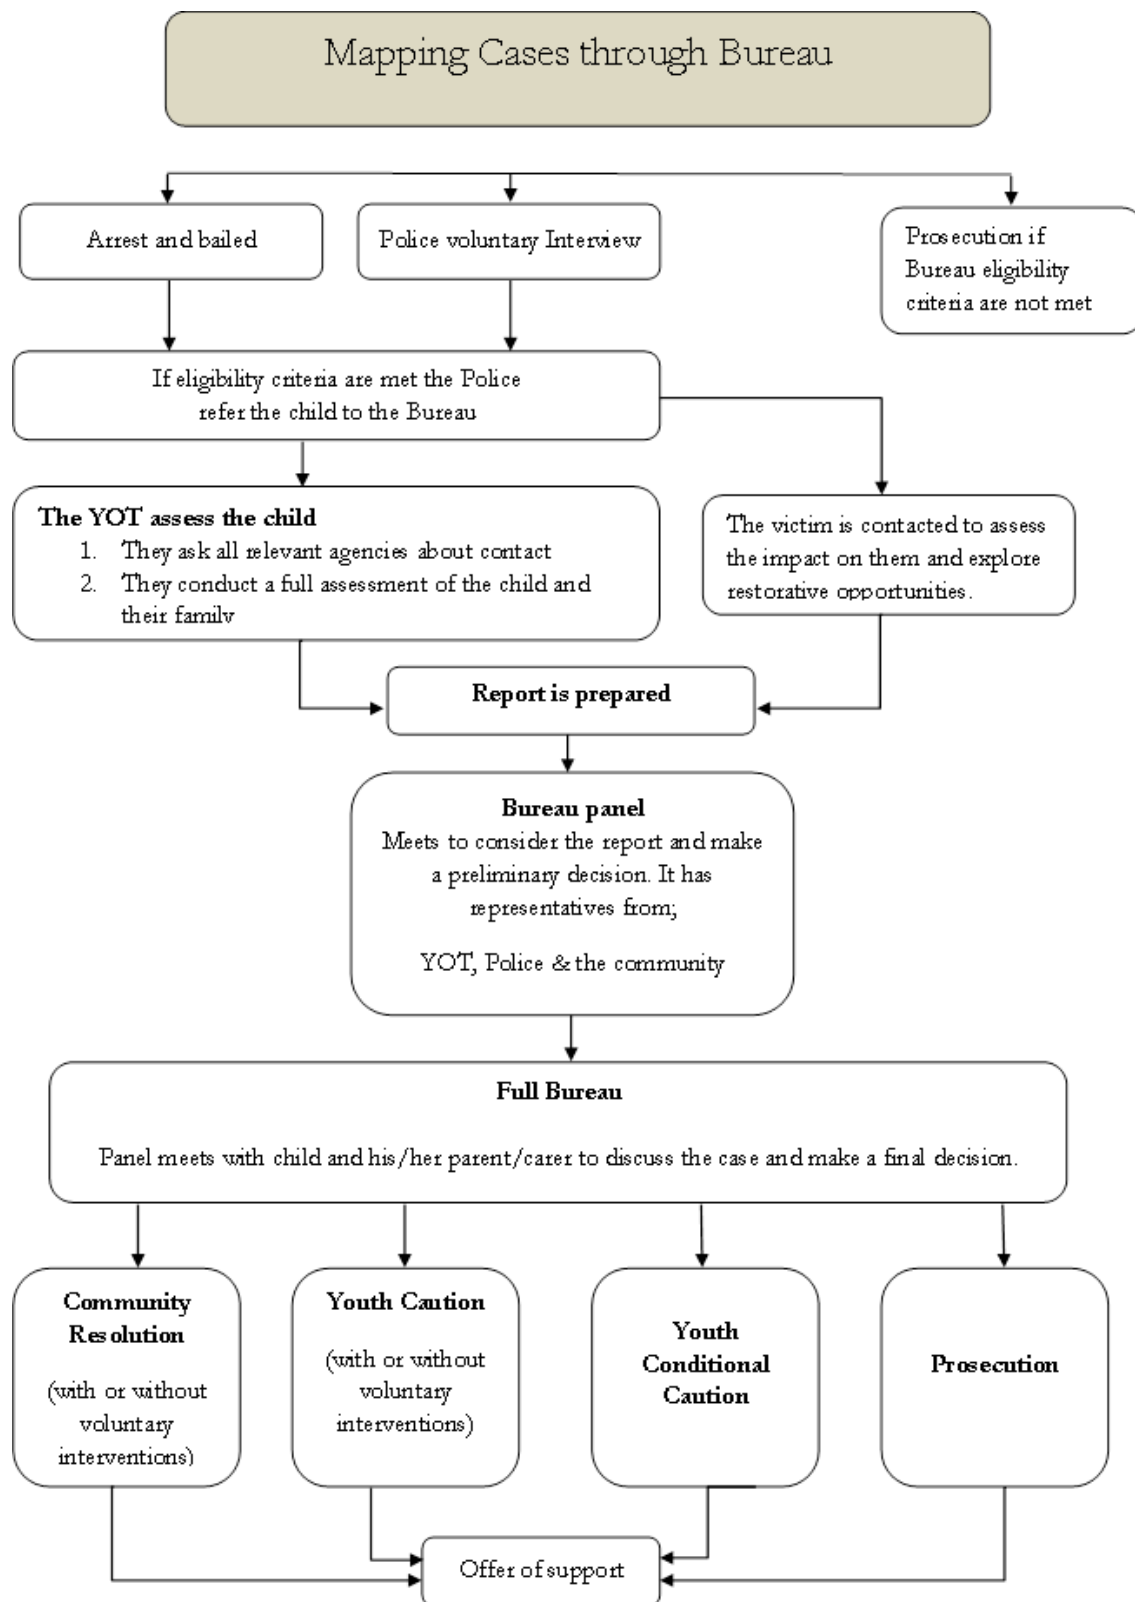 Mapping Cases through Bureau
Arrest and bailed
Police voluntary Interview
Prosecution if
Bureau eligibility
criteria are not met
If eligibility criteria are met the Police
refer the child to the Bureau
The YOT assess the child
1. They ask all relevant agencies about contact
2. They conduct a full assessment of the child and
their family
The victim is contacted to assess
the impact on them and explore
restorative opportunities.
Report is prepared
Bureau panel
Meets to consider the report and make
a preliminary decision. It has
representatives from;
YOT, Police & the community
Full Bureau
Panel meets with child and his/her parent/carer to discuss the case and make a final decision.
Community
Resolution
(with or without
voluntary
interventions)
Youth Caution
(with or without
voluntary
interventions)
Youth
Conditional
Caution
Prosecution
Offer of support